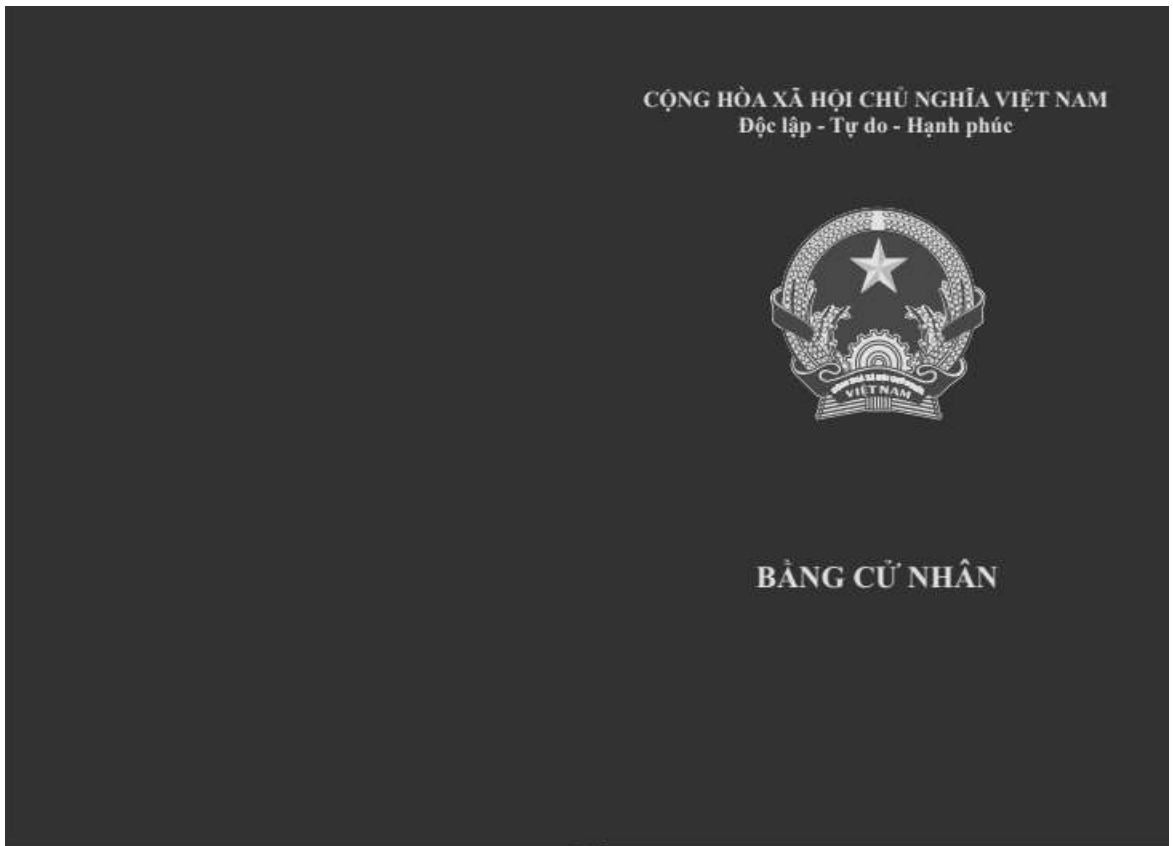 CỘNG HÒA XÃ HỘI CHỦ NGHĨA VIỆT NAM
Độc lập - Tự do - Hạnh phúc
VIỆT NAM
BẰNG CỬ NHÂN